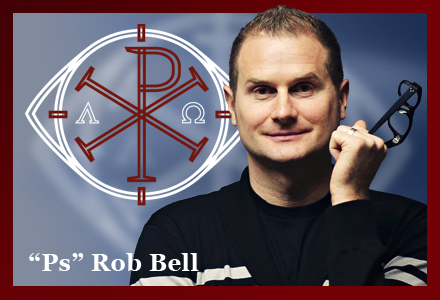 Α Ω
“Ps” Rob Bell